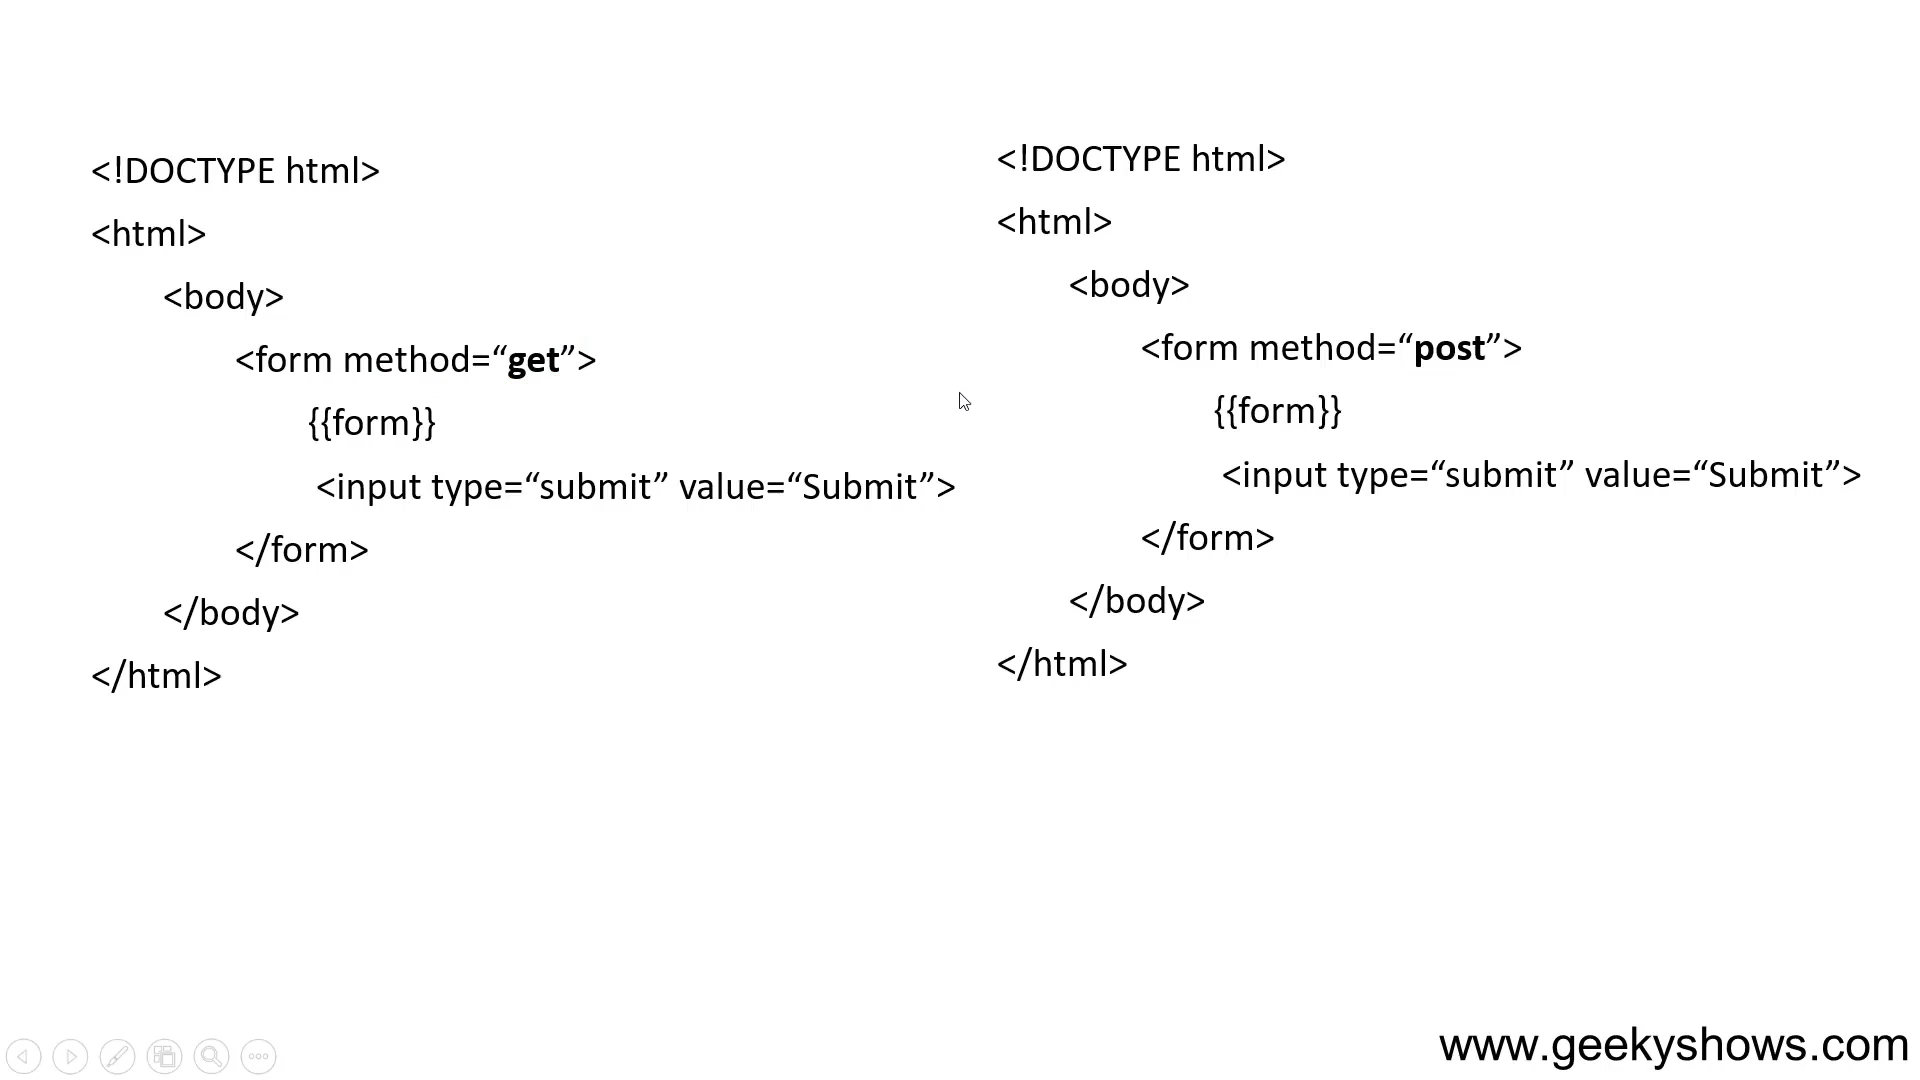 <!DOCTYPE html>
<html>
<body>
<form method=“get”>
{{form}}
<input type=“submit” value=“Submit”>
</form>
</body>
</html>
<!DOCTYPE html>
<html>
<body>
<form method=“post”>
{{form}}
<input type=“submit” value=“Submit”>
</form>
</body>
</html>
www.geekyshows.com